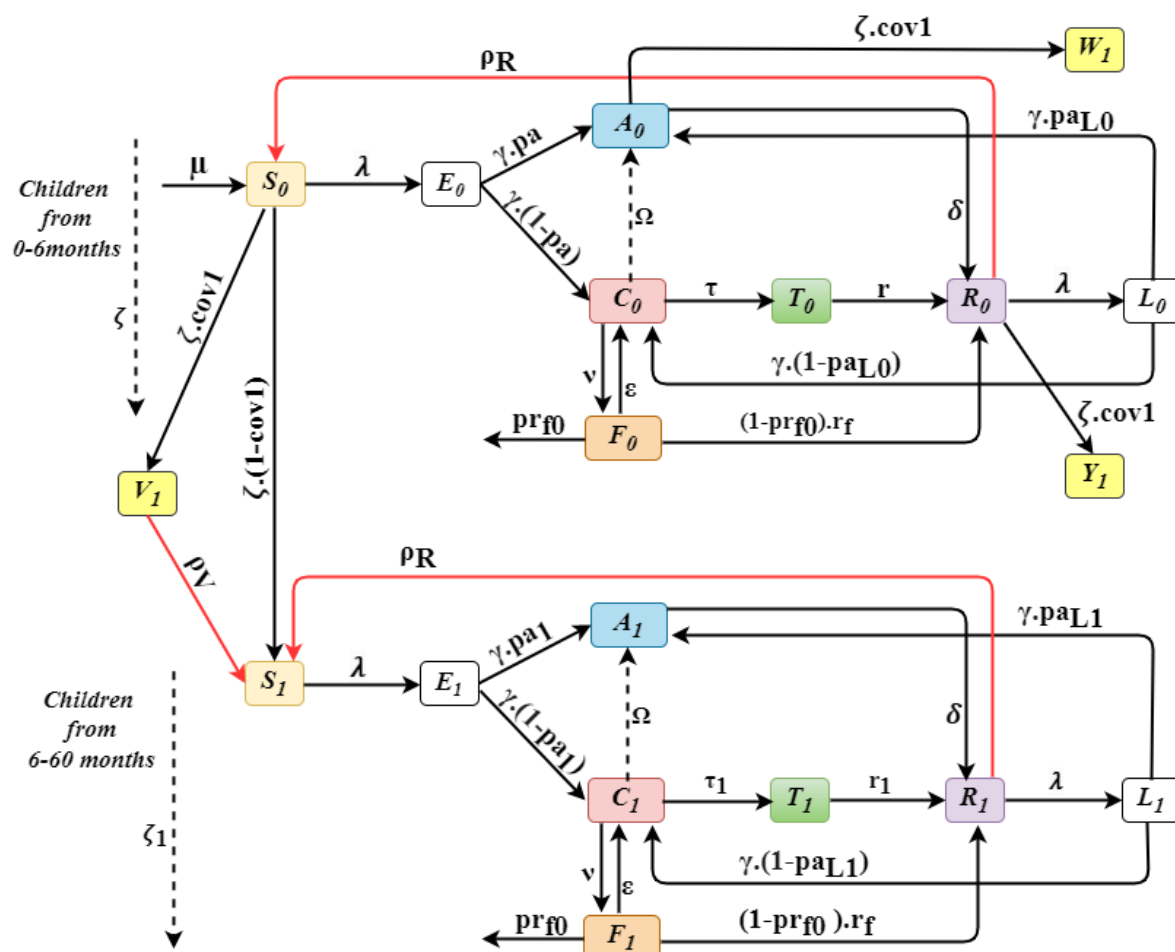 ζ.cov1
W1
ρR
A0
γ.paL0
γ.pa
μ
S0
λ
E0
Children
from
0-6months
γ.(1-pa)
Ω
δ
ζ
ζ.cov1
C0
τ
T0
r
R0
λ
L0
γ.(1-paL0)
ν
ε
ζ.(1-cov1)
prf0
F0
(1-prf0).rf
ζ.cov1
V1
Y1
ρV
ρR
A1
γ.paL1
γ.pa1
S1
λ
E1
Children
from
6-60 months
γ.(1-pa1)
Ω
δ
C1
τ1
T1
r1
R1
λ
L1
ζ1
γ.(1-paL1)
ν
ε
prf0
F1
(1-prf0 ).rf